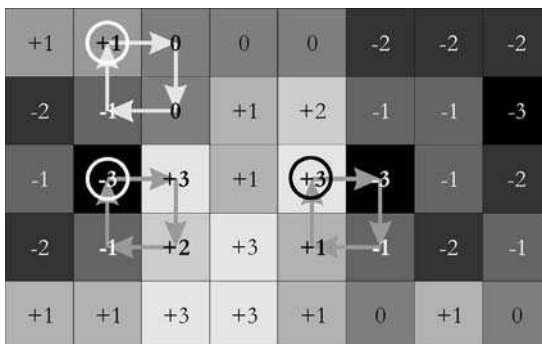 +1 +1 0 0 0 -2 -2 -2
-2 -1 0 +1 +2 -1 -1 -3
-1 -3 +3 +1 +3 -3 -1 -2
-2 -1 +2 +3 +1 -1 -2 -1
+1 +1 +3 +3 +1 0 +1 0